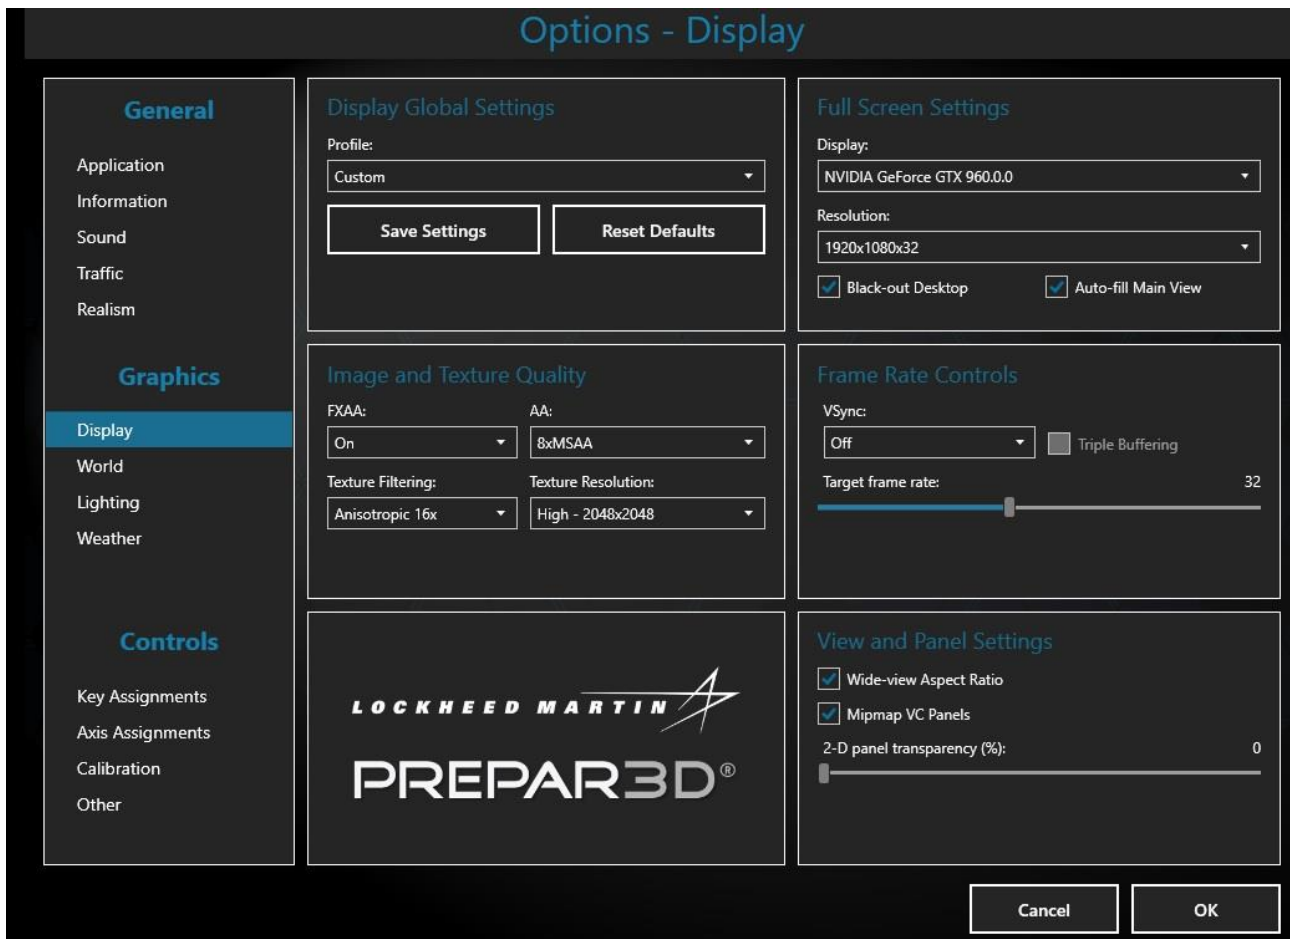 Options - Display
General
Application
Information
Sound
Traffic
Realism
Graphics
Display
World
Lighting
Weather
Controls
Key Assignments
Axis Assignments
Calibration
Other
Display Global Settings
Profile:
Custom
Save Settings Reset Defaults
Full Screen Settings
Display:
NVIDIA GeForce GTX 960.0.0
Resolution:
1920x1080x32
Black-out Desktop Auto-fill Main View
Image and Texture Quality
FXAA: AA:
On 8xMSAA
Texture Filtering: Texture Resolution:
Anisotropic 16x High - 2048x2048
Frame Rate Controls
VSync:
Off Triple Buffering
Target frame rate: 32
LOCKHEED MARTIN
PREPAR3D®
View and Panel Settings
Wide-view Aspect Ratio
Mipmap VC Panels
2-D panel transparency (%): 0
Cancel OK